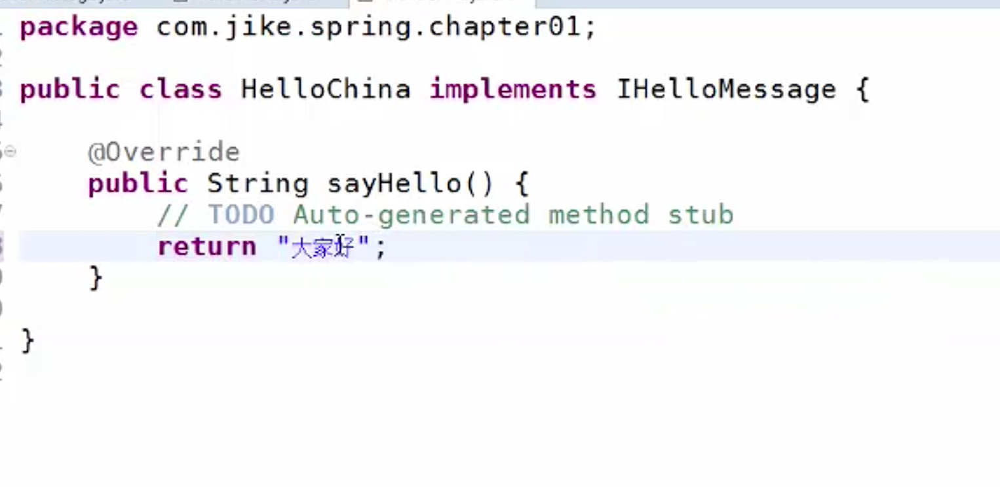 package com.jike.spring.chapter01;
public class HelloChina implements IHelloMessage {
@Override
public String sayHello() {
// TODO Auto-generated method stub
return "大家好";
}
}